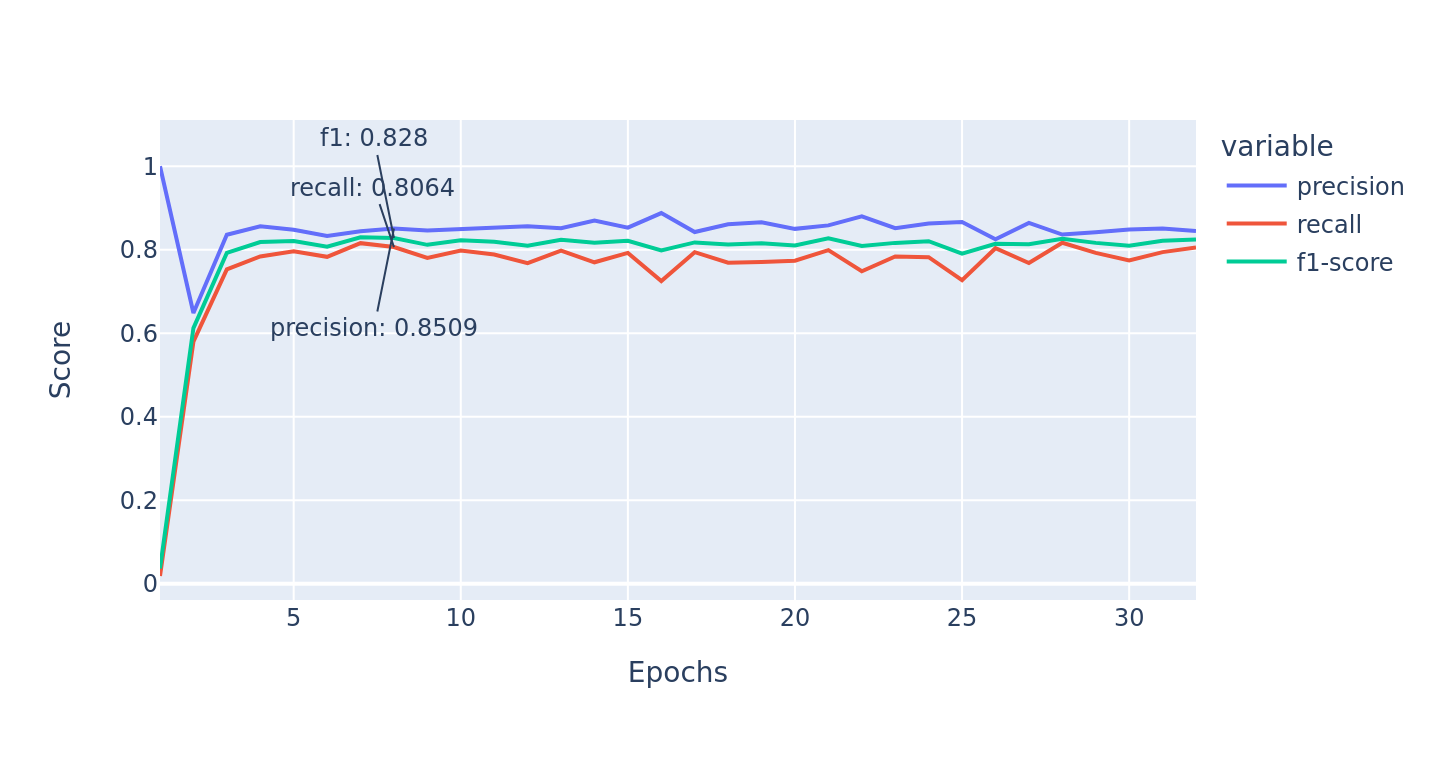 f1: 0.828
recall: 0.8064
precision: 0.8509
1
0.8
0.6
0.4
0.2
0
5
10
15
20
25
30
Score
Epochs
variable
precision
recall
f1-score